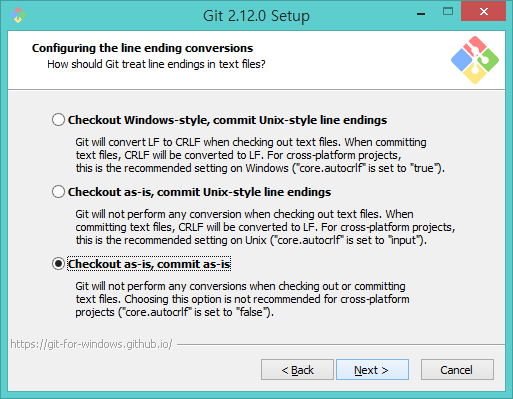 Git 2.12.0 Setup
Configuring the line ending conversions
How should Git treat line endings in text files?
Checkout Windows-style, commit Unix-style line endings
Git will convert LF to CRLF when checking out text files. When committing
text files, CRLF will be converted to LF. For cross-platform projects,
this is the recommended setting on Windows ("core.autocrlf" is set to "true").
Checkout as-is, commit Unix-style line endings
Git will not perform any conversion when checking out text files. When
committing text files, CRLF will be converted to LF. For cross-platform projects,
this is the recommended setting on Unix ("core.autocrlf" is set to "input").
Checkout as-is, commit as-is
Git will not perform any conversions when checking out or committing
text files. Choosing this option is not recommended for cross-platform
projects ("core.autocrlf" is set to "false").
https://git-for-windows.github.io/
< Back Next > Cancel